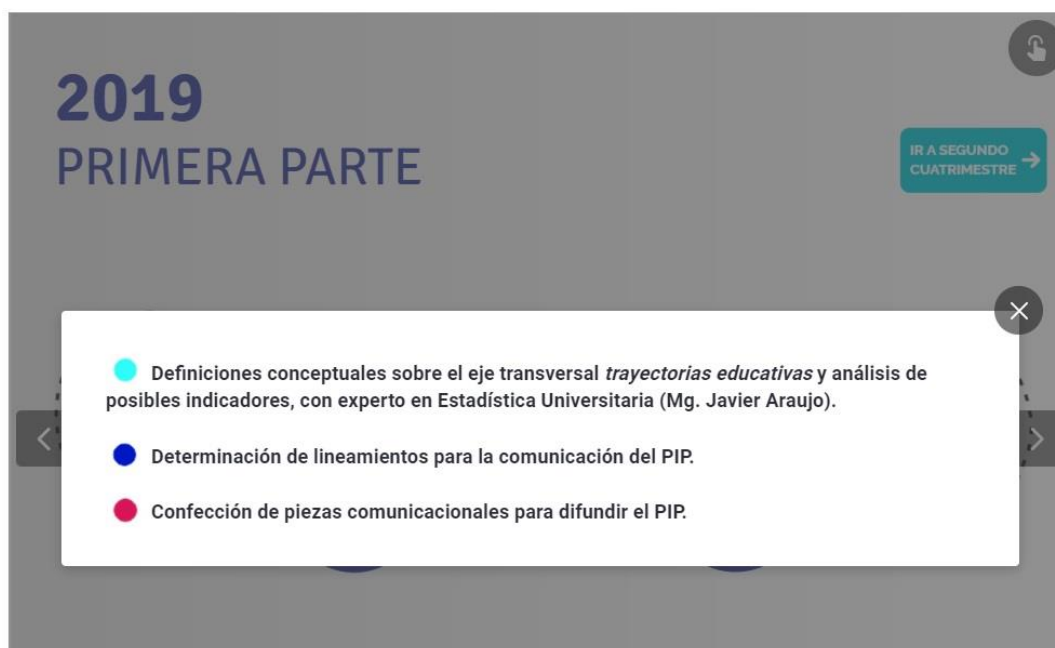 2019
PRIMERA PARTE
IR A SEGUNDO
CUATRIMESTRE
Definiciones conceptuales sobre el eje transversal trayectorias educativas y análisis de
posibles indicadores, con experto en Estadística Universitaria (Mg. Javier Araujo).
Determinación de lineamientos para la comunicación del PIP.
Confección de piezas comunicacionales para difundir el PIP.